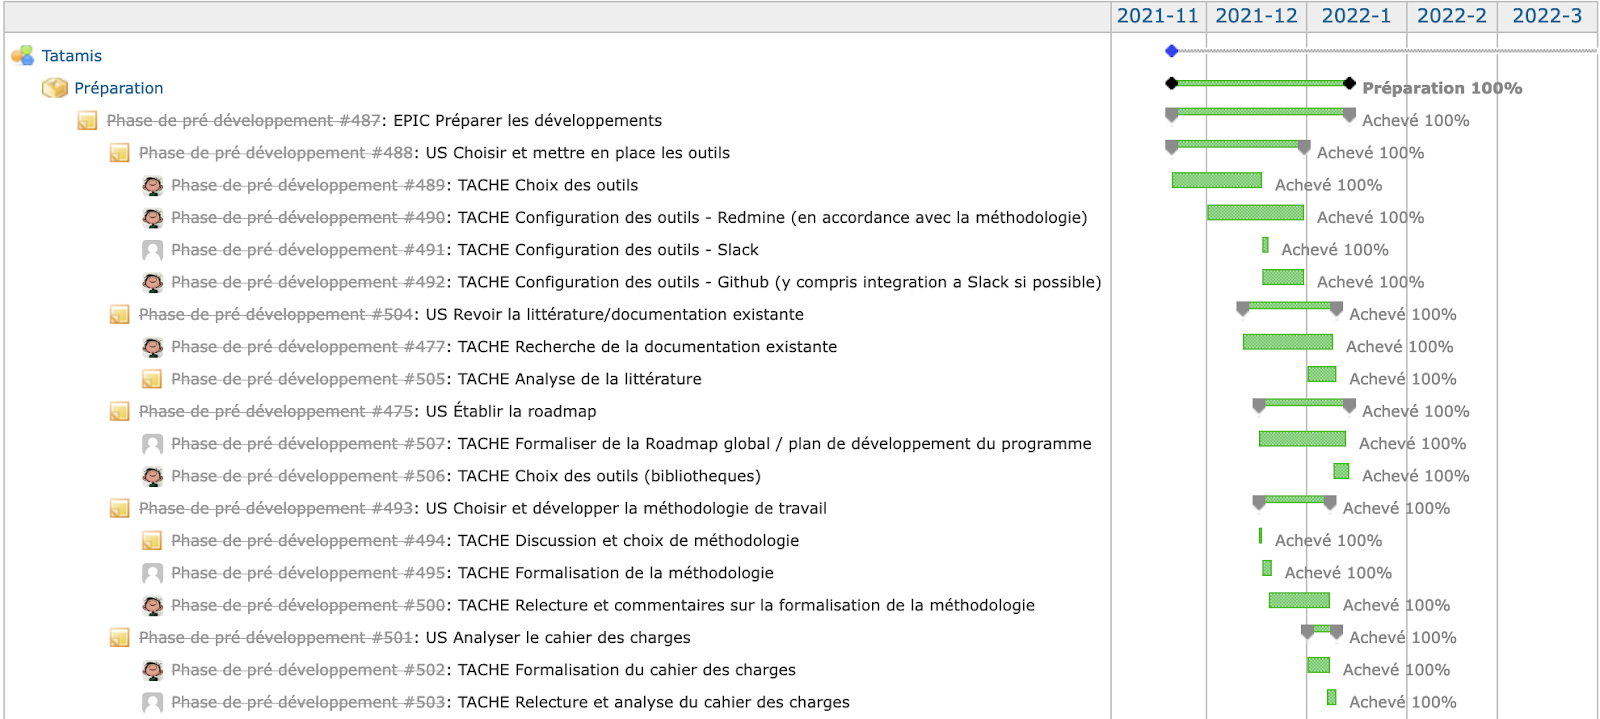 2021-11 2021-12 2022-1 2022-2 2022-3
Tatamis
Préparation Préparation 100%
Phase de pré développement #487: EPIC Préparer les développements Achevé 100%
Phase de pré développement #488: US Choisir et mettre en place les outils Achevé 100%
Phase de pré développement #489: TACHE Choix des outils Achevé 100%
Phase de pré développement #490: TACHE Configuration des outils - Redmine (en accordance avec la méthodologie) Achevé 100%
Phase de pré développement #491: TACHE Configuration des outils - Slack Achevé 100%
Phase de pré développement #492: TACHE Configuration des outils - Github (y compris integration a Slack si possible) Achevé 100%
Phase de pré développement #504: US Revoir la littérature/documentation existante Achevé 100%
Phase de pré développement #477: TACHE Recherche de la documentation existante Achevé 100%
Phase de pré développement #505: TACHE Analyse de la littérature Achevé 100%
Phase de pré développement #475: US Établir la roadmap Achevé 100%
Phase de pré développement #507: TACHE Formaliser de la Roadmap global / plan de développement du programme Achevé 100%
Phase de pré développement #506: TACHE Choix des outils (bibliotheques) Achevé 100%
Phase de pré développement #493: US Choisir et développer la méthodologie de travail Achevé 100%
Phase de pré développement #494: TACHE Discussion et choix de méthodologie Achevé 100%
Phase de pré développement #495: TACHE Formalisation de la méthodologie Achevé 100%
Phase de pré développement #500: TACHE Relecture et commentaires sur la formalisation de la méthodologie Achevé 100%
Phase de pré développement #501: US Analyser le cahier des charges Achevé 100%
Phase de pré développement #502: TACHE Formalisation du cahier des charges Achevé 100%
Phase de pré développement #503: TACHE Relecture et analyse du cahier des charges Achevé 100%